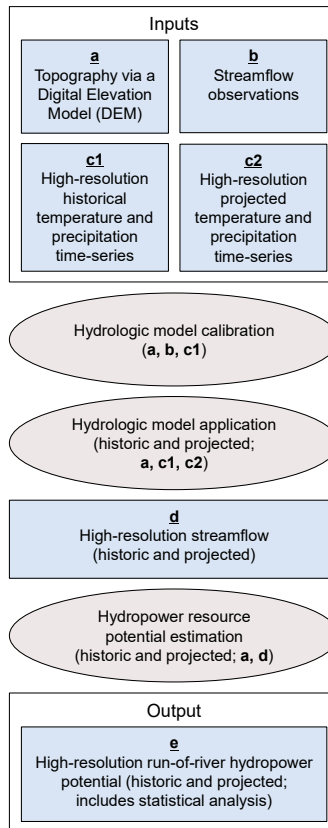 Inputs
a
Topography via a
Digital Elevation
Model (DEM)
b
Streamflow
observations
c1
High-resolution
historical
temperature and
precipitation
time-series
c2
High-resolution
projected
temperature and
precipitation
time-series
Hydrologic model calibration
(a, b, c1)
Hydrologic model application
(historic and projected;
a, c1, c2)
d
High-resolution streamflow
(historic and projected)
Hydropower resource
potential estimation
(historic and projected; a, d)
Output
e
High-resolution run-of-river hydropower
potential (historic and projected;
includes statistical analysis)